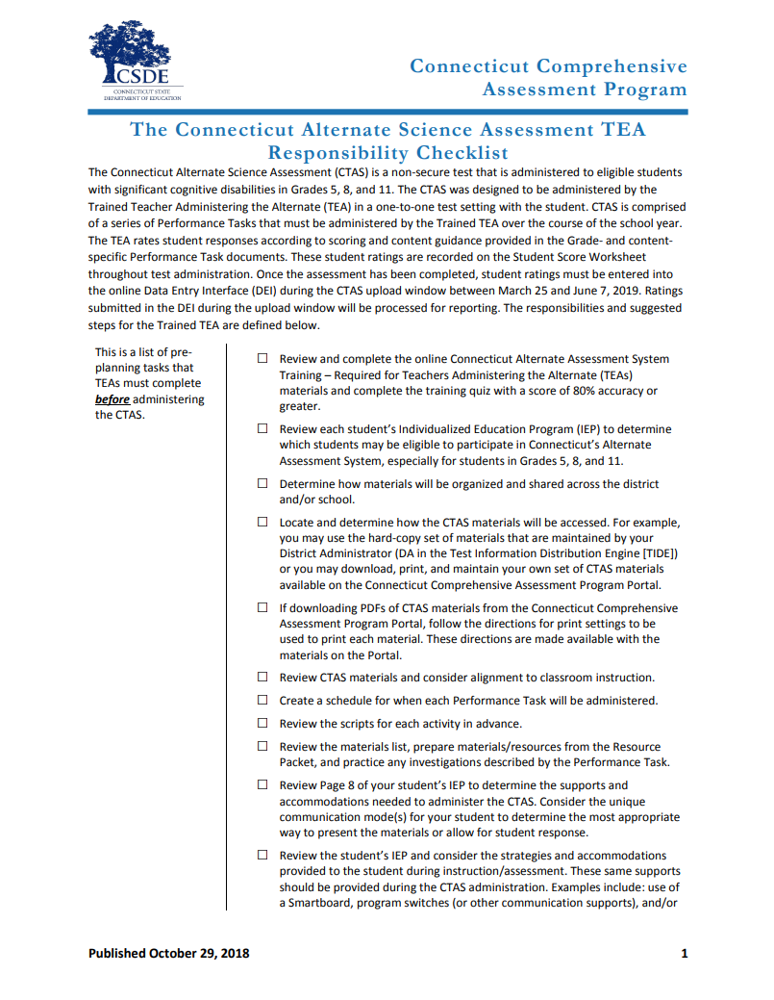 CSDE
CONNECTICUT STATE
DEPARTMENT OF EDUCATION
Connecticut Comprehensive
Assessment Program
The Connecticut Alternate Science Assessment TEA
Responsibility Checklist
The Connecticut Alternate Science Assessment (CTAS) is a non-secure test that is administered to eligible students
with significant cognitive disabilities in Grades 5, 8, and 11. The CTAS was designed to be administered by the
Trained Teacher Administering the Alternate (TEA) in a one-to-one test setting with the student. CTAS is comprised
of a series of Performance Tasks that must be administered by the Trained TEA over the course of the school year.
The TEA rates student responses according to scoring and content guidance provided in the Grade- and content-
specific Performance Task documents. These student ratings are recorded on the Student Score Worksheet
throughout test administration. Once the assessment has been completed, student ratings must be entered into
the online Data Entry Interface (DEI) during the CTAS upload window between March 25 and June 7, 2019. Ratings
submitted in the DEI during the upload window will be processed for reporting. The responsibilities and suggested
steps for the Trained TEA are defined below.
This is a list of pre-
planning tasks that
TEAs must complete
before administering
the CTAS.
☐ Review and complete the online Connecticut Alternate Assessment System
Training – Required for Teachers Administering the Alternate (TEAs)
materials and complete the training quiz with a score of 80% accuracy or
greater.
☐ Review each student's Individualized Education Program (IEP) to determine
which students may be eligible to participate in Connecticut's Alternate
Assessment System, especially for students in Grades 5, 8, and 11.
☐ Determine how materials will be organized and shared across the district
and/or school.
☐ Locate and determine how the CTAS materials will be accessed. For example,
you may use the hard-copy set of materials that are maintained by your
District Administrator (DA in the Test Information Distribution Engine [TIDE])
or you may download, print, and maintain your own set of CTAS materials
available on the Connecticut Comprehensive Assessment Program Portal.
☐ If downloading PDFs of CTAS materials from the Connecticut Comprehensive
Assessment Program Portal, follow the directions for print settings to be
used to print each material. These directions are made available with the
materials on the Portal.
☐ Review CTAS materials and consider alignment to classroom instruction.
☐ Create a schedule for when each Performance Task will be administered.
☐ Review the scripts for each activity in advance.
☐ Review the materials list, prepare materials/resources from the Resource
Packet, and practice any investigations described by the Performance Task.
☐ Review Page 8 of your student's IEP to determine the supports and
accommodations needed to administer the CTAS. Consider the unique
communication mode(s) for your student to determine the most appropriate
way to present the materials or allow for student response.
☐ Review the student's IEP and consider the strategies and accommodations
provided to the student during instruction/assessment. These same supports
should be provided during the CTAS administration. Examples include: use of
a Smartboard, program switches (or other communication supports), and/or
Published October 29, 2018
1